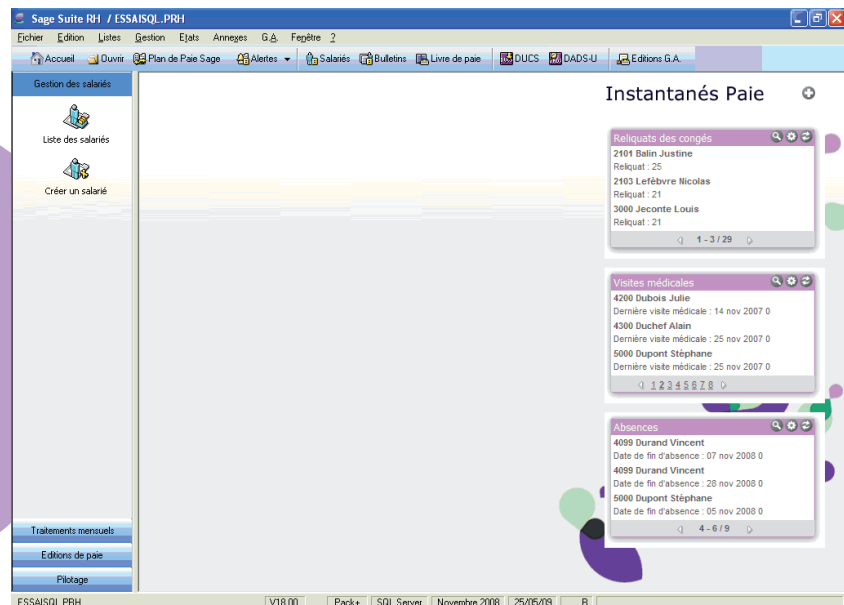 Sage Suite RH / ESSAISQL.PRH
Fichier Edition Listes Gestion Etats Annexes G.A. Fenêtre ?
Accueil Ouvrir Plan de Paie Sage Alertes Salariés Bulletins Livre de paie DUCS DADS-U Editions G.A.
Gestion des salariés
Liste des salariés
Créer un salarié
Traitements mensuels
Editions de paie
Pilotage
Instantanés Paie
Reliquats des congés
2101 Balin Justine
Reliquat : 25
2103 Lefèbvre Nicolas
Reliquat : 21
3000 Jeconte Louis
Reliquat : 21
1 - 3 / 29
Visites médicales
4200 Dubois Julie
Dernière visite médicale : 14 nov 2007 0
4300 Duchef Alain
Dernière visite médicale : 25 nov 2007 0
5000 Dupont Stéphane
Dernière visite médicale : 25 nov 2007 0
1 2 3 4 5 6 7 8
Absences
4099 Durand Vincent
Date de fin d'absence : 07 nov 2008 0
4099 Durand Vincent
Date de fin d'absence : 28 nov 2008 0
5000 Dupont Stéphane
Date de fin d'absence : 05 nov 2008 0
4 - 6 / 9
ESSAISQL.PRH V18.00 Pack+ SQL Server Novembre 2008 25/05/09 B